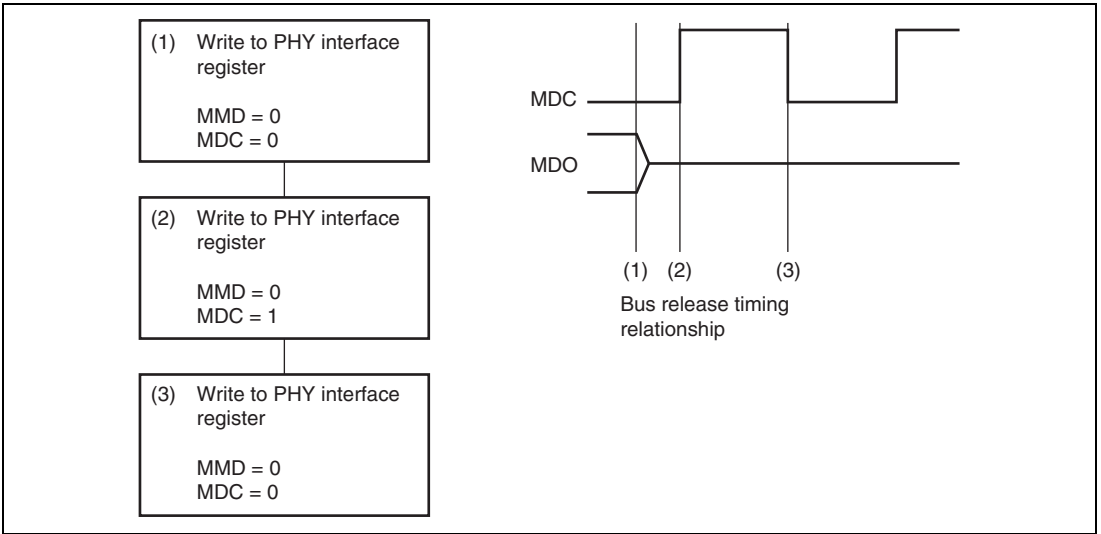 (1) Write to PHY interface
register
MMD = 0
MDC = 0
(2) Write to PHY interface
register
MMD = 0
MDC = 1
(3) Write to PHY interface
register
MMD = 0
MDC = 0
MDC
MDO
(1) (2) (3)
Bus release timing
relationship